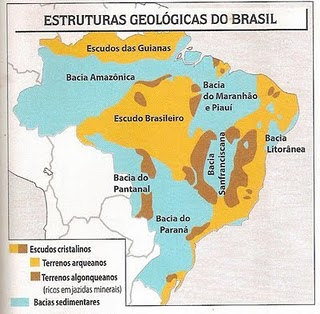 ESTRUTURAS GEOLÓGICAS DO BRASIL
Escudos das Guianas
Bacia Amazônica
Bacia
do Maranhão
e Piauí
Escudo Brasileiro
Bacia
Litorânea
Bacia
Sanfranciscana
Bacia do
Pantanal
Bacia do
Paraná
Escudos cristalinos
Terrenos arqueanos
Terrenos algonqueanos
(ricos em jazidas minerais)
Bacias sedimentares